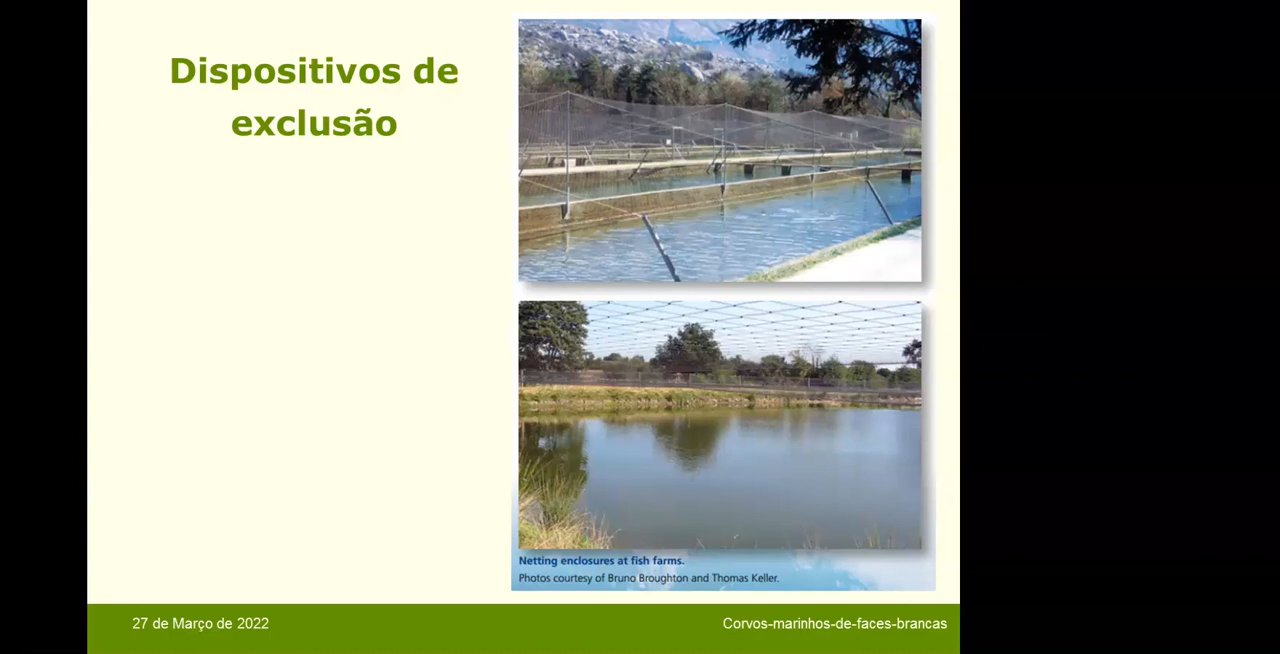 Dispositivos de
exclusão
Netting enclosures at fish farms.
Photos courtesy of Bruno Broughton and Thomas Keller.
27 de Março de 2022
Corvos-marinhos-de-faces-brancas